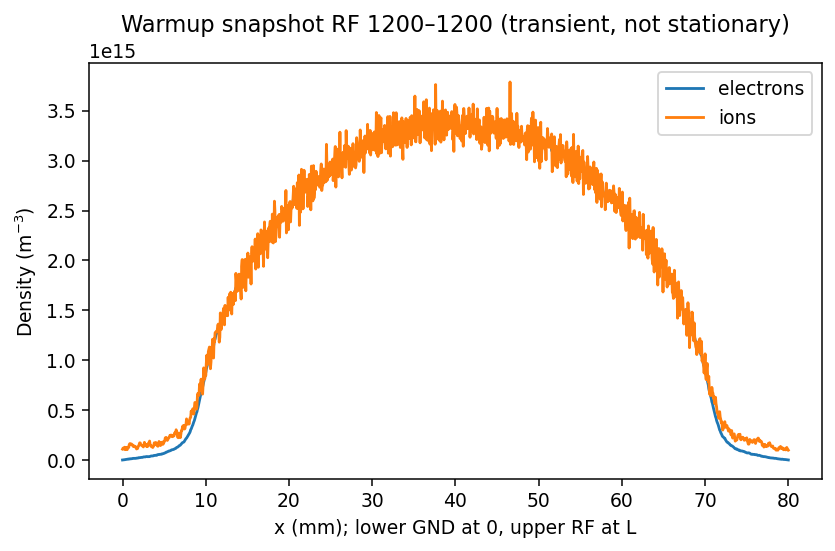 Warmup snapshot RF 1200–1200 (transient, not stationary)
1e15
electrons
ions
3.5
3.0
2.5
2.0
1.5
1.0
0.5
0.0
Density (m⁻³)
0 10 20 30 40 50 60 70 80
x (mm); lower GND at 0, upper RF at L